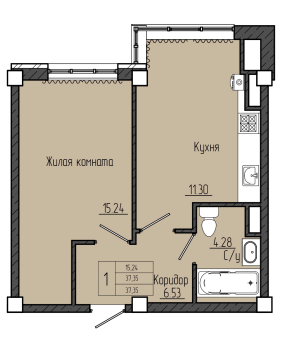 Кухня
Жилая комната
11.30
15.24
4.28
С/у
1
15.24
37.35
37.35
Коридор
6.53